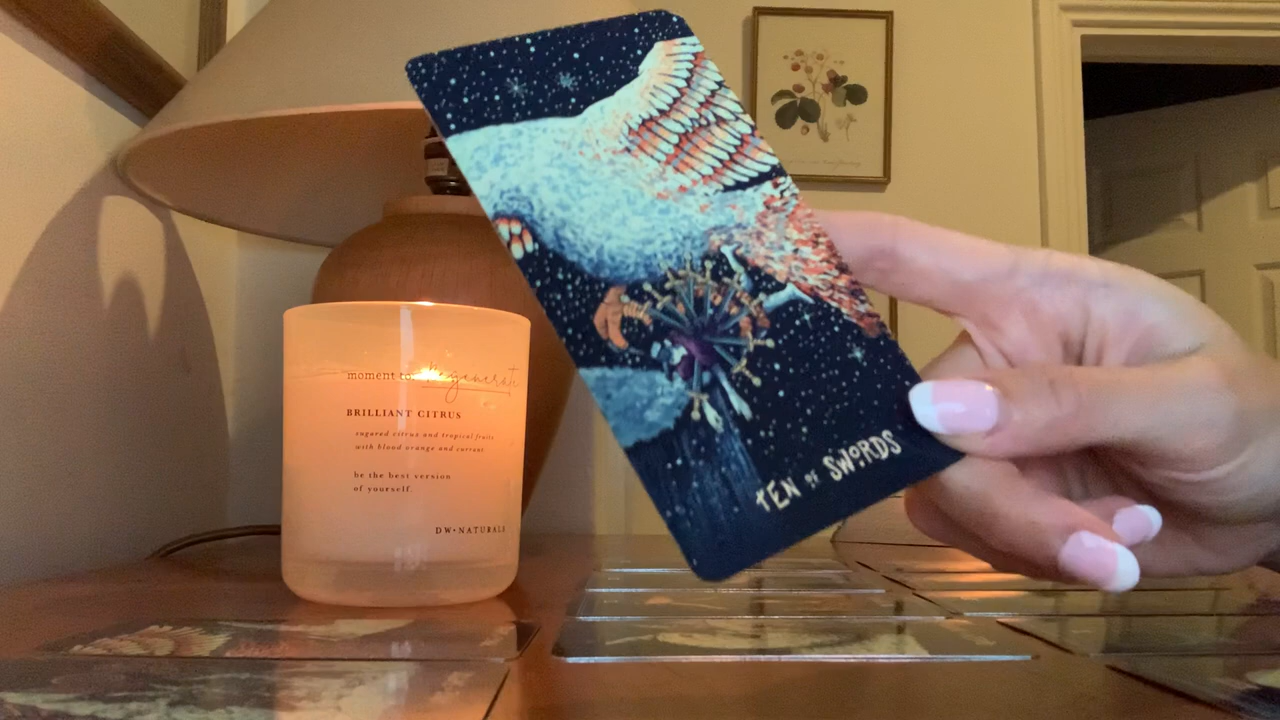 moment to: Regenerate
BRILLIANT CITRUS
sugared citrus and tropical fruits
with blood orange and currant
be the best version
of yourself.
DW•NATURALS
TEN OF SWORDS